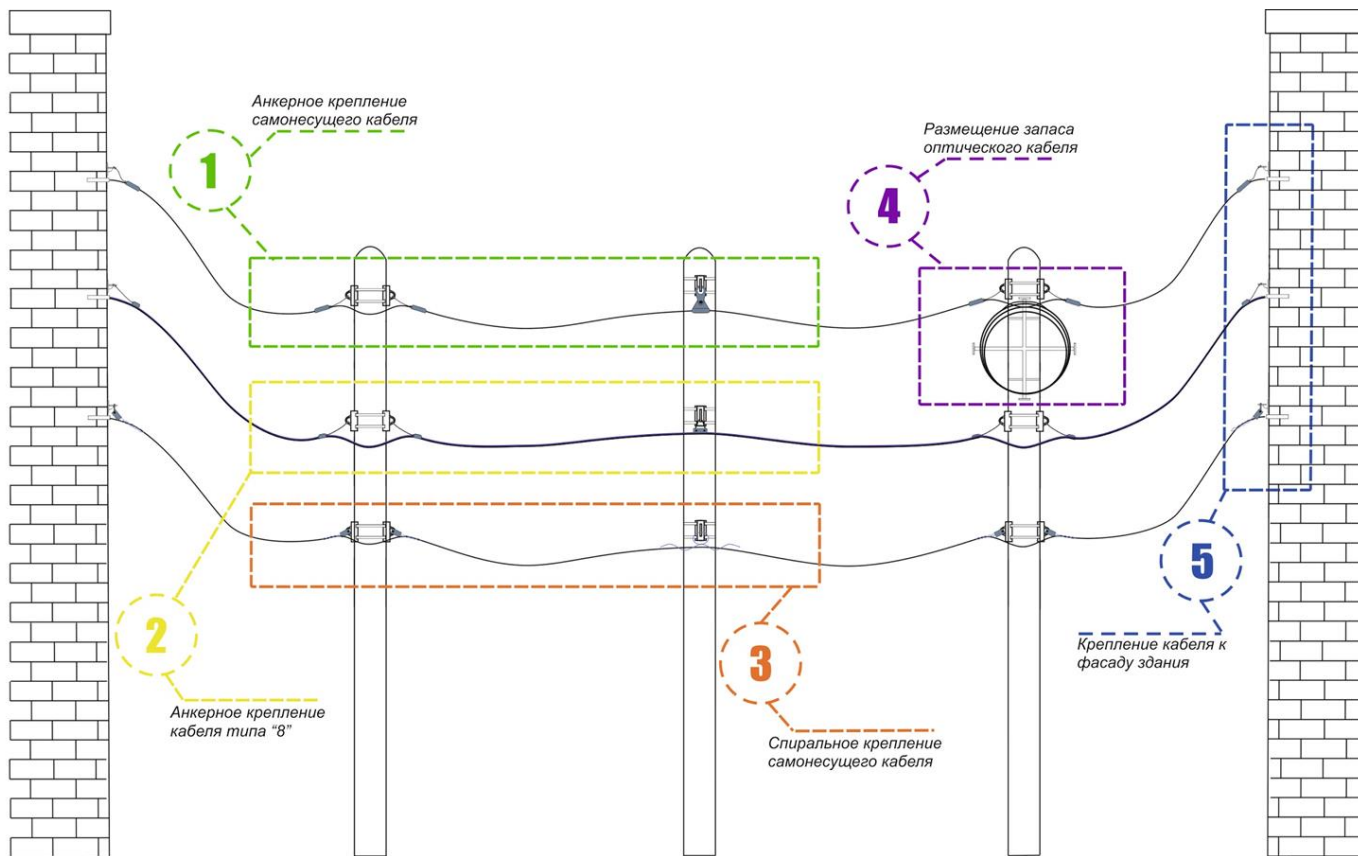 Анкерное крепление
самонесущего кабеля
1
Размещение запаса
оптического кабеля
4
2
Анкерное крепление
кабеля типа “8”
3
Спиральное крепление
самонесущего кабеля
5
Крепление кабеля к
фасаду здания